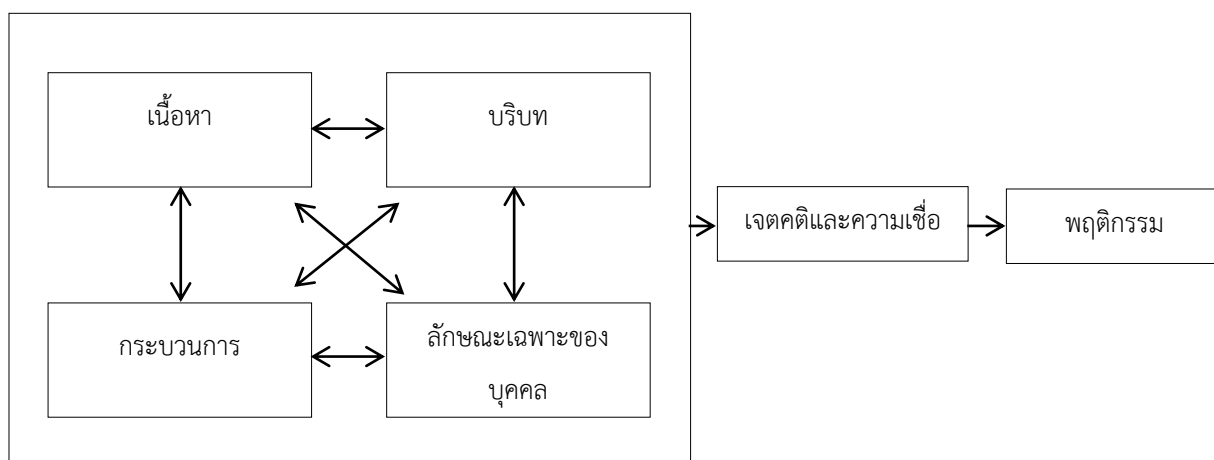 เนื้อหา
บริบท
เจตคติและความเชื่อ
พฤติกรรม
กระบวนการ
ลักษณะเฉพาะของ
บุคคล